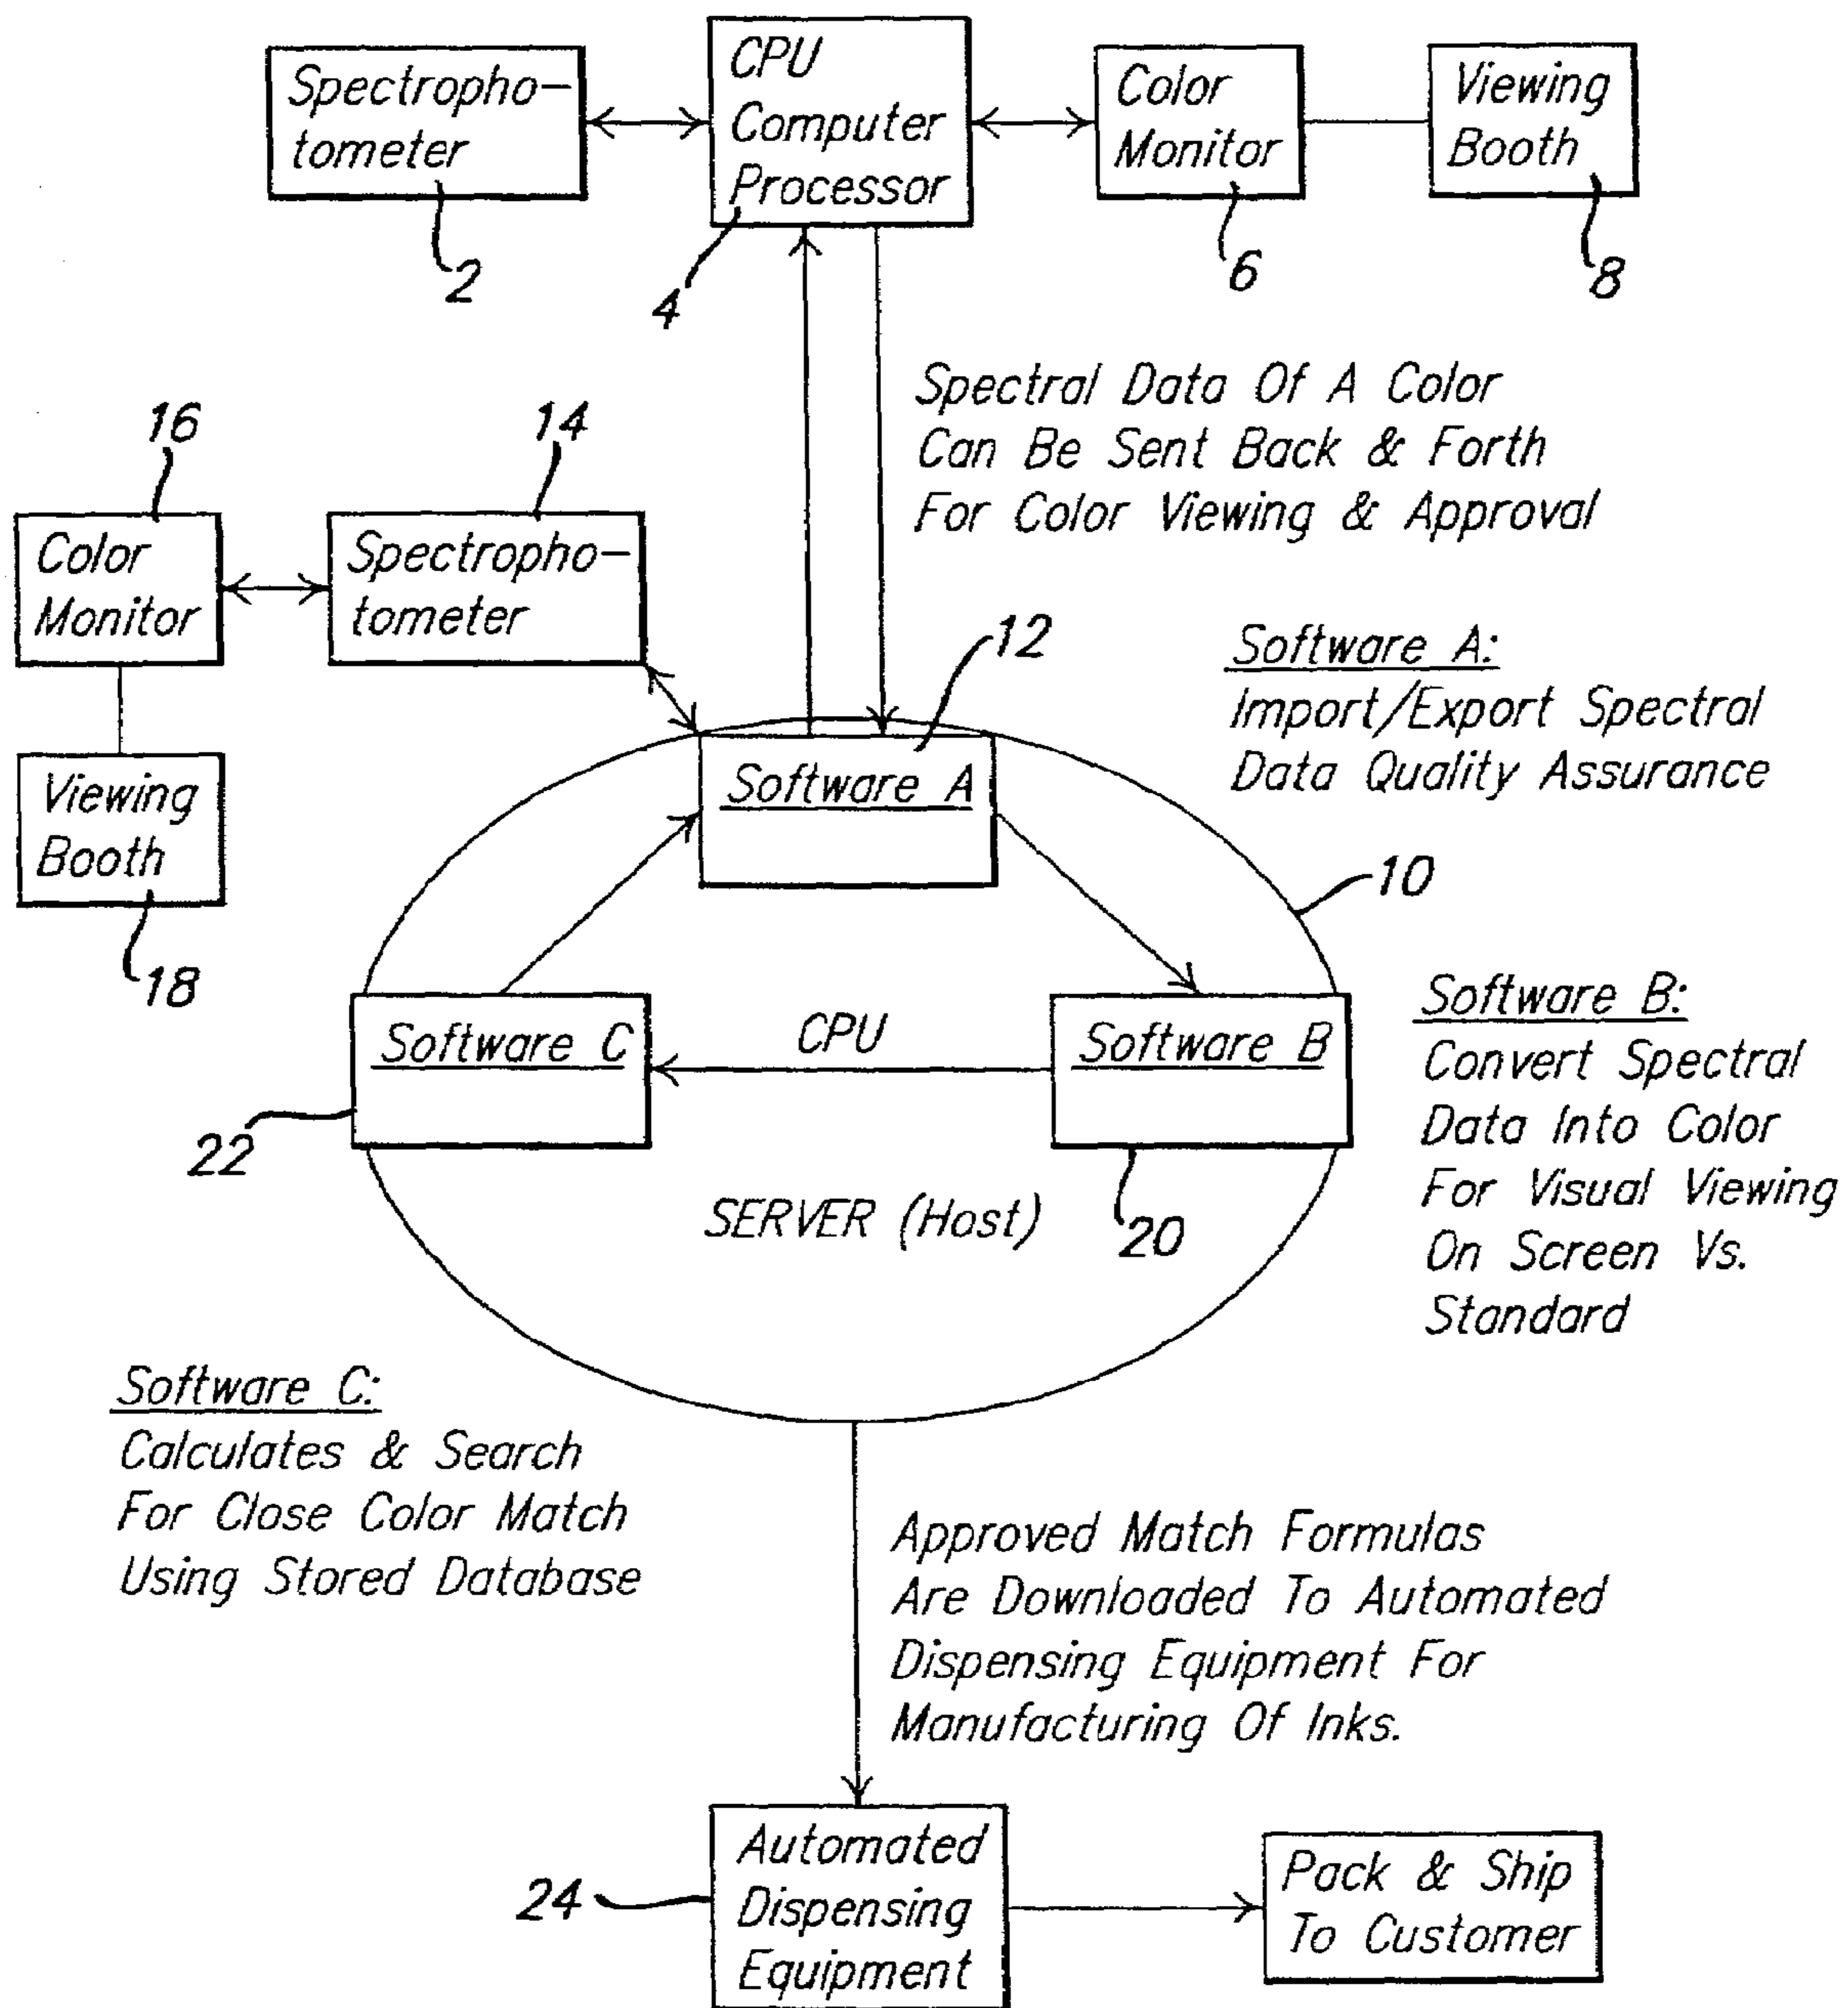 Spectropho-
tometer
2
CPU
Computer
Processor
4
Color
Monitor
6
Viewing
Booth
8
Spectral Data Of A Color
Can Be Sent Back & Forth
For Color Viewing & Approval
16
Color
Monitor
14
Spectropho-
tometer
Viewing
Booth
18
12
Software A
Software A:
Import/Export Spectral
Data Quality Assurance
10
Software C
22
CPU
Software B
20
SERVER (Host)
Software B:
Convert Spectral
Data Into Color
For Visual Viewing
On Screen Vs.
Standard
Software C:
Calculates & Search
For Close Color Match
Using Stored Database
Approved Match Formulas
Are Downloaded To Automated
Dispensing Equipment For
Manufacturing Of Inks.
24
Automated
Dispensing
Equipment
Pack & Ship
To Customer